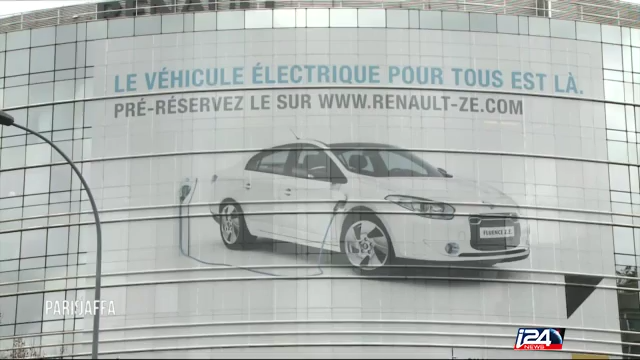 RENAULT
LE VÉHICULE ÉLECTRIQUE POUR TOUS EST LÀ.
PRÉ-RÉSERVEZ LE SUR WWW.RENAULT-ZE.COM
FLUENCE Z.E.
PARISJAFFA
i24
NEWS